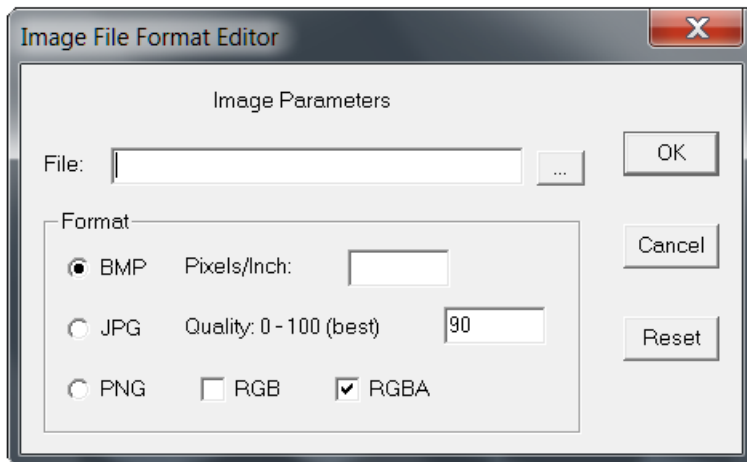 Image File Format Editor
X
Image Parameters
File:
...
OK
Format
BMP Pixels/Inch:
Cancel
JPG Quality: 0 - 100 (best) 90
Reset
PNG RGB RGBA